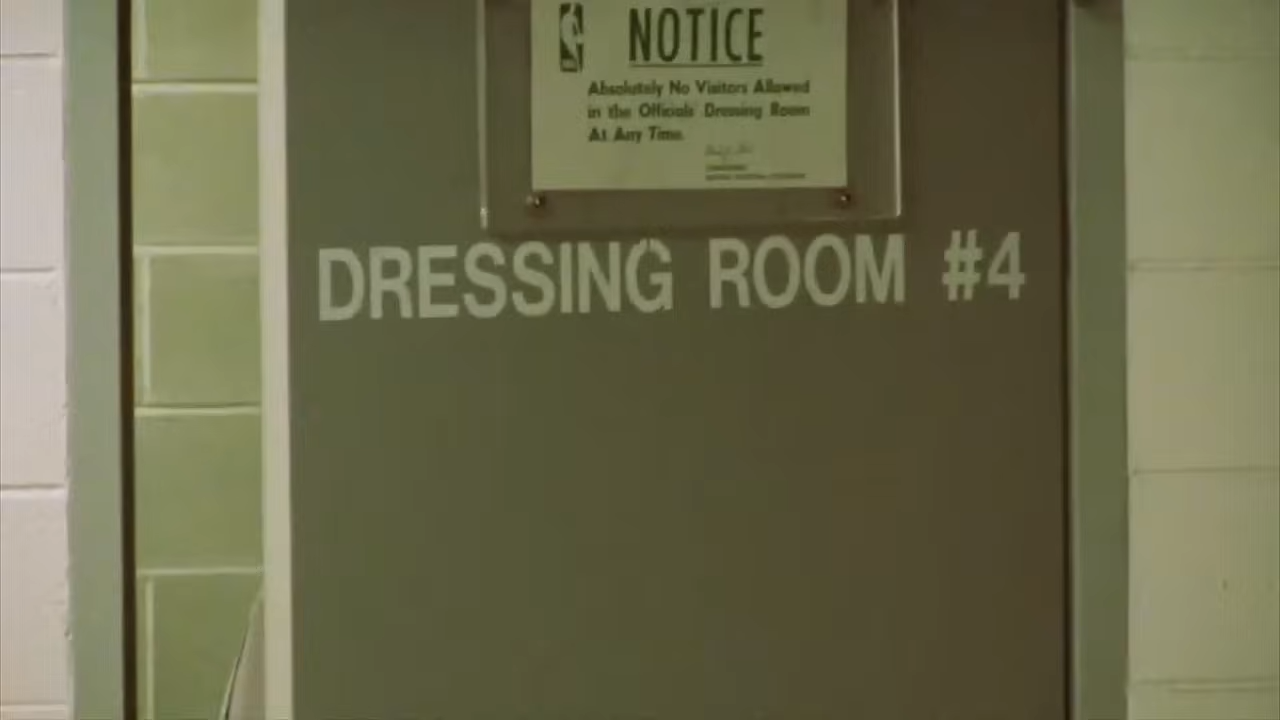 NOTICE
Absolutely No Visitors Allowed
in the Officials' Dressing Room
At Any Time.
DRESSING ROOM #4